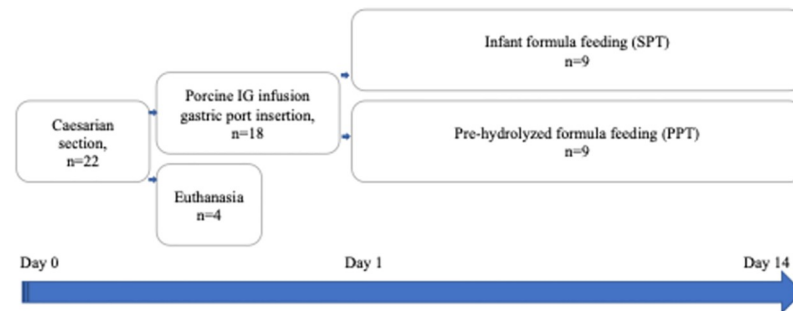 Infant formula feeding (SPT)
n=9
Porcine IG infusion
gastric port insertion,
n=18
Caesarian
section,
n=22
Pre-hydrolyzed formula feeding (PPT)
n=9
Euthanasia
n=4
Day 0
Day 1
Day 14